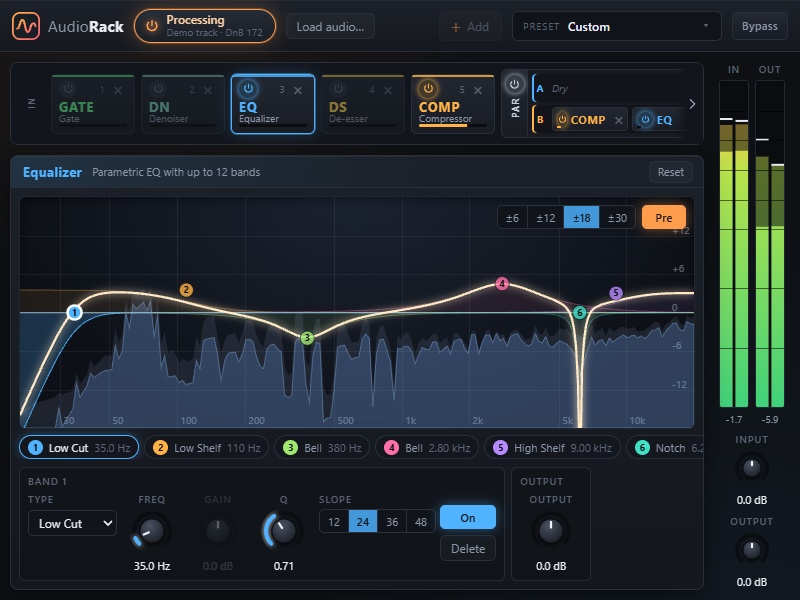 AudioRack
Processing
Demo track · DnB 172
Load audio...
+ Add
PRESET Custom
Bypass
IN
1 ×
GATE
Gate
2 ×
DN
Denoiser
3 ×
EQ
Equalizer
4 ×
DS
De-esser
5 ×
COMP
Compressor
PAR
A Dry
B COMP × EQ
IN OUT
Equalizer Parametric EQ with up to 12 bands
Reset
±6 ±12 ±18 ±30 Pre
+12
+6
0
-6
-12
1 2 3 4 5 6
30 50 100 200 500 1k 2k 5k 10k
1 Low Cut 35.0 Hz
2 Low Shelf 110 Hz
3 Bell 380 Hz
4 Bell 2.80 kHz
5 High Shelf 9.00 kHz
6 Notch 6.2
BAND 1
TYPE FREQ GAIN Q SLOPE
Low Cut
12 24 36 48
On
Delete
35.0 Hz 0.0 dB 0.71
OUTPUT
OUTPUT
0.0 dB
-1.7 -5.9
INPUT
0.0 dB
OUTPUT
0.0 dB